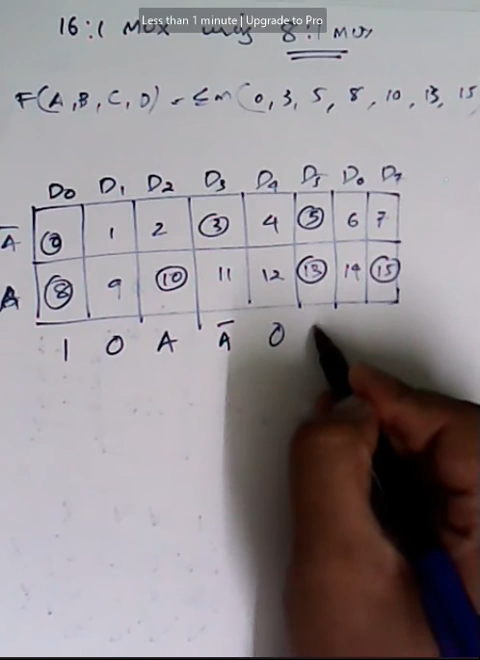 16:1 MUX using 8:1 MUX
Less than 1 minute | Upgrade to Pro
F(A,B,C,D) = Σm(0, 3, 5, 8, 10, 13, 15
D0 D1 D2 D3 D4 D5 D6 D7
A̅ 0 1 2 3 4 5 6 7
A 8 9 10 11 12 13 14 15
1 0 A A̅ 0